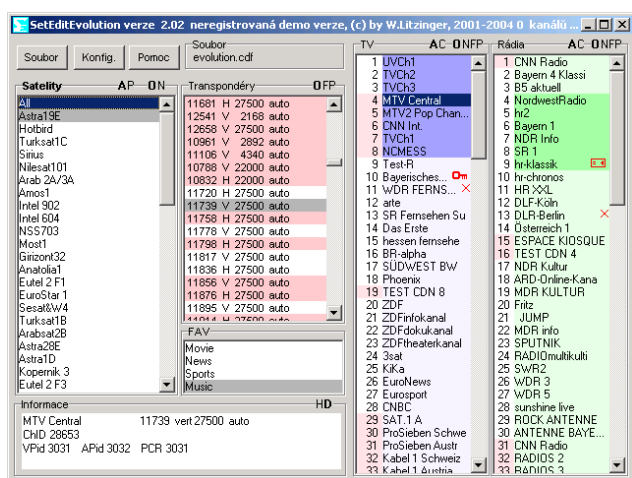 SetEditEvolution verze 2.02 neregistrovaná demo verze, (c) by W.Litzinger, 2001-2004 0 kanálů ...
Soubor Konfig. Pomoc
Soubor
evolution.cdf
Satelity AP ON
All
Astra19E
Hotbird
Turksat1C
Sirius
Nilesat101
Arab 2A/3A
Amos1
Intel 902
Intel 604
NSS703
Most1
Girizont32
Anatolia1
Eutel 2 F1
EuroStar 1
Sesat&W4
Turksat1B
Arabsat2B
Astra28E
Astra1D
Kopernik 3
Eutel 2 F3
Transpondéry OFP
11681 H 27500 auto
12541 V 2168 auto
12658 V 27500 auto
10961 V 2892 auto
11106 V 4340 auto
10788 V 22000 auto
10832 H 22000 auto
11720 H 27500 auto
11739 V 27500 auto
11758 H 27500 auto
11778 V 27500 auto
11798 H 27500 auto
11817 V 27500 auto
11836 H 27500 auto
11856 V 27500 auto
11876 H 27500 auto
11895 V 27500 auto
11914 H 27500 auto
FAV
Movie
News
Sports
Music
Informace HD
MTV Central 11739 vert 27500 auto
ChID 28653
VPid 3031 APid 3032 PCR 3031
TV AC ONFP
1 UVCh1
2 TVCh2
3 TVCh3
4 MTV Central
5 MTV2 Pop Chan...
6 CNN Int.
7 TVCh1
8 NCMESS
9 Test-R
10 Bayerisches...
11 WDR FERNS...
12 arte
13 SR Fernsehen Su
14 Das Erste
15 hessen fernsehe
16 BR-alpha
17 SÜDWEST BW
18 Phoenix
19 TEST CDN 8
20 ZDF
21 ZDFinfokanal
22 ZDFdokukanal
23 ZDFtheaterkanal
24 3sat
25 KiKa
26 EuroNews
27 Eurosport
28 CNBC
29 SAT.1 A
30 ProSieben Schwe
31 ProSieben Austr
32 Kabel 1 Schweiz
33 Kabel 1 Austria
Rádia AC ONFP
1 CNN Radio
2 Bayern 4 Klassi
3 B5 aktuell
4 NordwestRadio
5 hr2
6 Bayern 1
7 NDR Info
8 SR 1
9 hr-klassik
10 hr-chronos
11 HR XXL
12 DLF-Köln
13 DLR-Berlin
14 Österreich 1
15 ESPACE KIOSQUE
16 TEST CDN 4
17 NDR Kultur
18 ARD-Online-Kana
19 MDR KULTUR
20 Fritz
21 JUMP
22 MDR info
23 SPUTNIK
24 RADIOmultikulti
25 SWR2
26 WDR 3
27 WDR 5
28 sunshine live
29 ROCK ANTENNE
30 ANTENNE BAYE...
31 CNN Radio
32 RADIOS 2
33 RADIOS 3